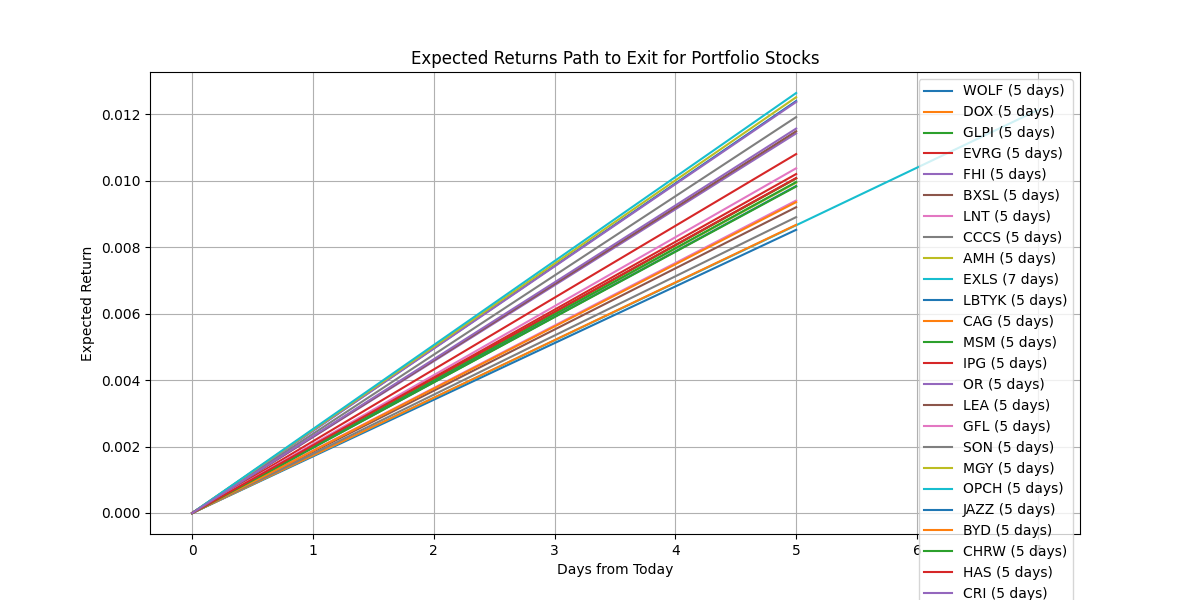 Expected Returns Path to Exit for Portfolio Stocks
Expected Return
0.012
0.010
0.008
0.006
0.004
0.002
0.000
0 1 2 3 4 5 6
Days from Today
WOLF (5 days)
DOX (5 days)
GLPI (5 days)
EVRG (5 days)
FHI (5 days)
BXSL (5 days)
LNT (5 days)
CCCS (5 days)
AMH (5 days)
EXLS (7 days)
LBTYK (5 days)
CAG (5 days)
MSM (5 days)
IPG (5 days)
OR (5 days)
LEA (5 days)
GFL (5 days)
SON (5 days)
MGY (5 days)
OPCH (5 days)
JAZZ (5 days)
BYD (5 days)
CHRW (5 days)
HAS (5 days)
CRI (5 days)